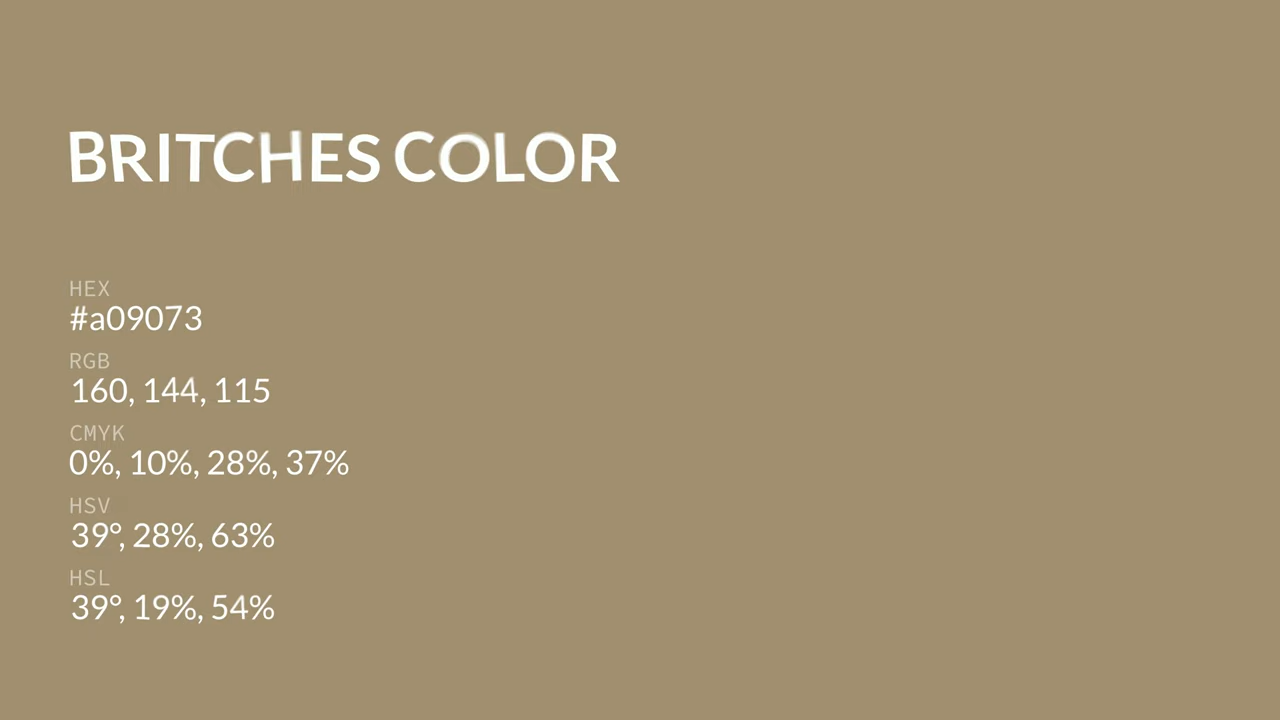 BRITCHES COLOR
HEX
#a09073
RGB
160, 144, 115
CMYK
0%, 10%, 28%, 37%
HSV
39°, 28%, 63%
HSL
39°, 19%, 54%